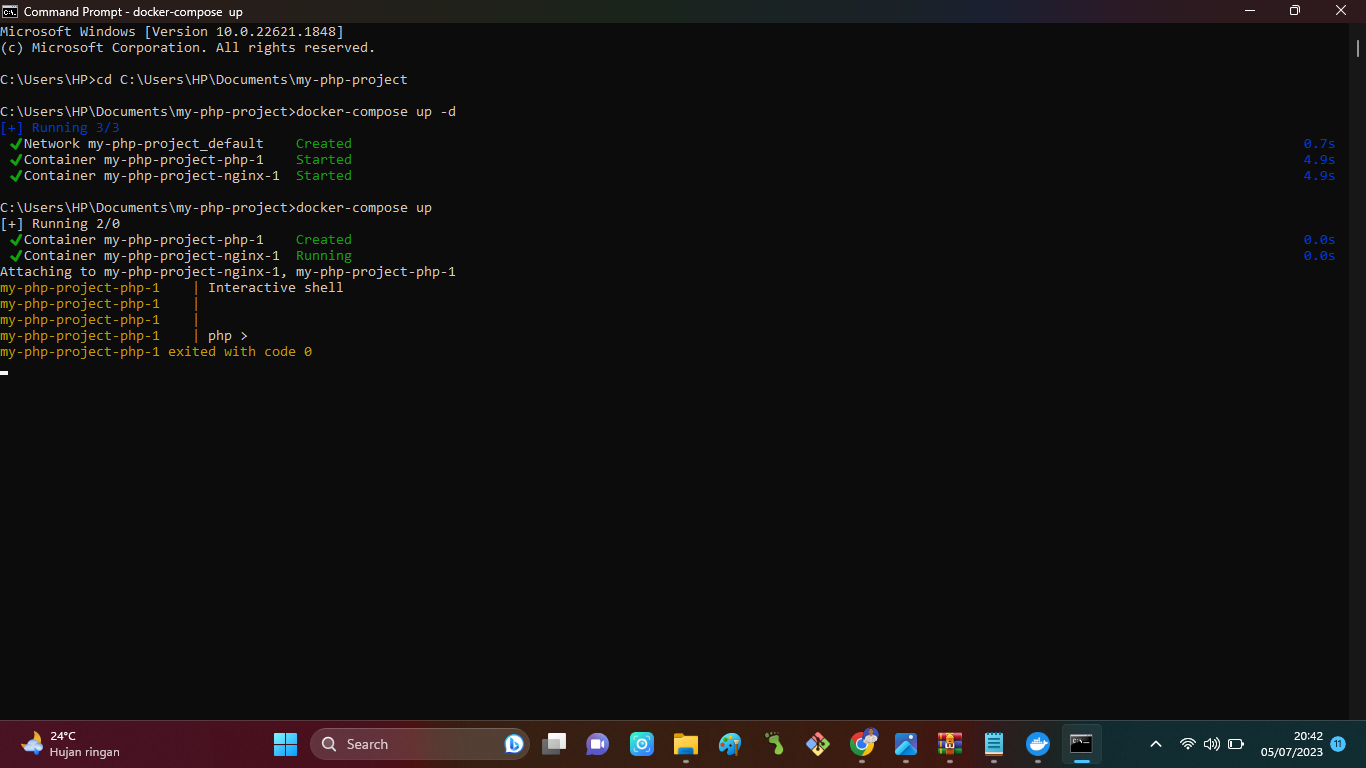 Command Prompt - docker-compose up
Microsoft Windows [Version 10.0.22621.1848]
(c) Microsoft Corporation. All rights reserved.
C:\Users\HP>cd C:\Users\HP\Documents\my-php-project
C:\Users\HP\Documents\my-php-project>docker-compose up -d
[+] Running 3/3
✔Network my-php-project_default Created 0.7s
✔Container my-php-project-php-1 Started 4.9s
✔Container my-php-project-nginx-1 Started 4.9s
C:\Users\HP\Documents\my-php-project>docker-compose up
[+] Running 2/0
✔Container my-php-project-php-1 Created 0.0s
✔Container my-php-project-nginx-1 Running 0.0s
Attaching to my-php-project-nginx-1, my-php-project-php-1
my-php-project-php-1 | Interactive shell
my-php-project-php-1 |
my-php-project-php-1 |
my-php-project-php-1 | php >
my-php-project-php-1 exited with code 0
24°C
Hujan ringan
Search
20:42
05/07/2023
11